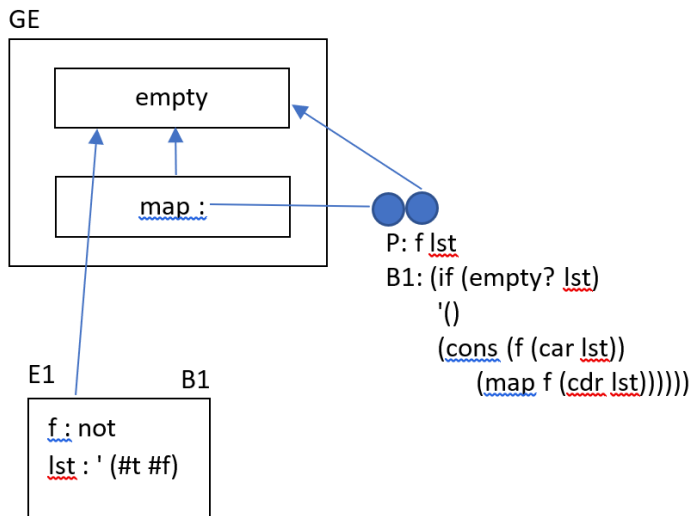 GE
empty
map :
P: f lst
B1: (if (empty? lst)
'()
(cons (f (car lst))
(map f (cdr lst))))))
E1
B1
f : not
lst : ' (#t #f)